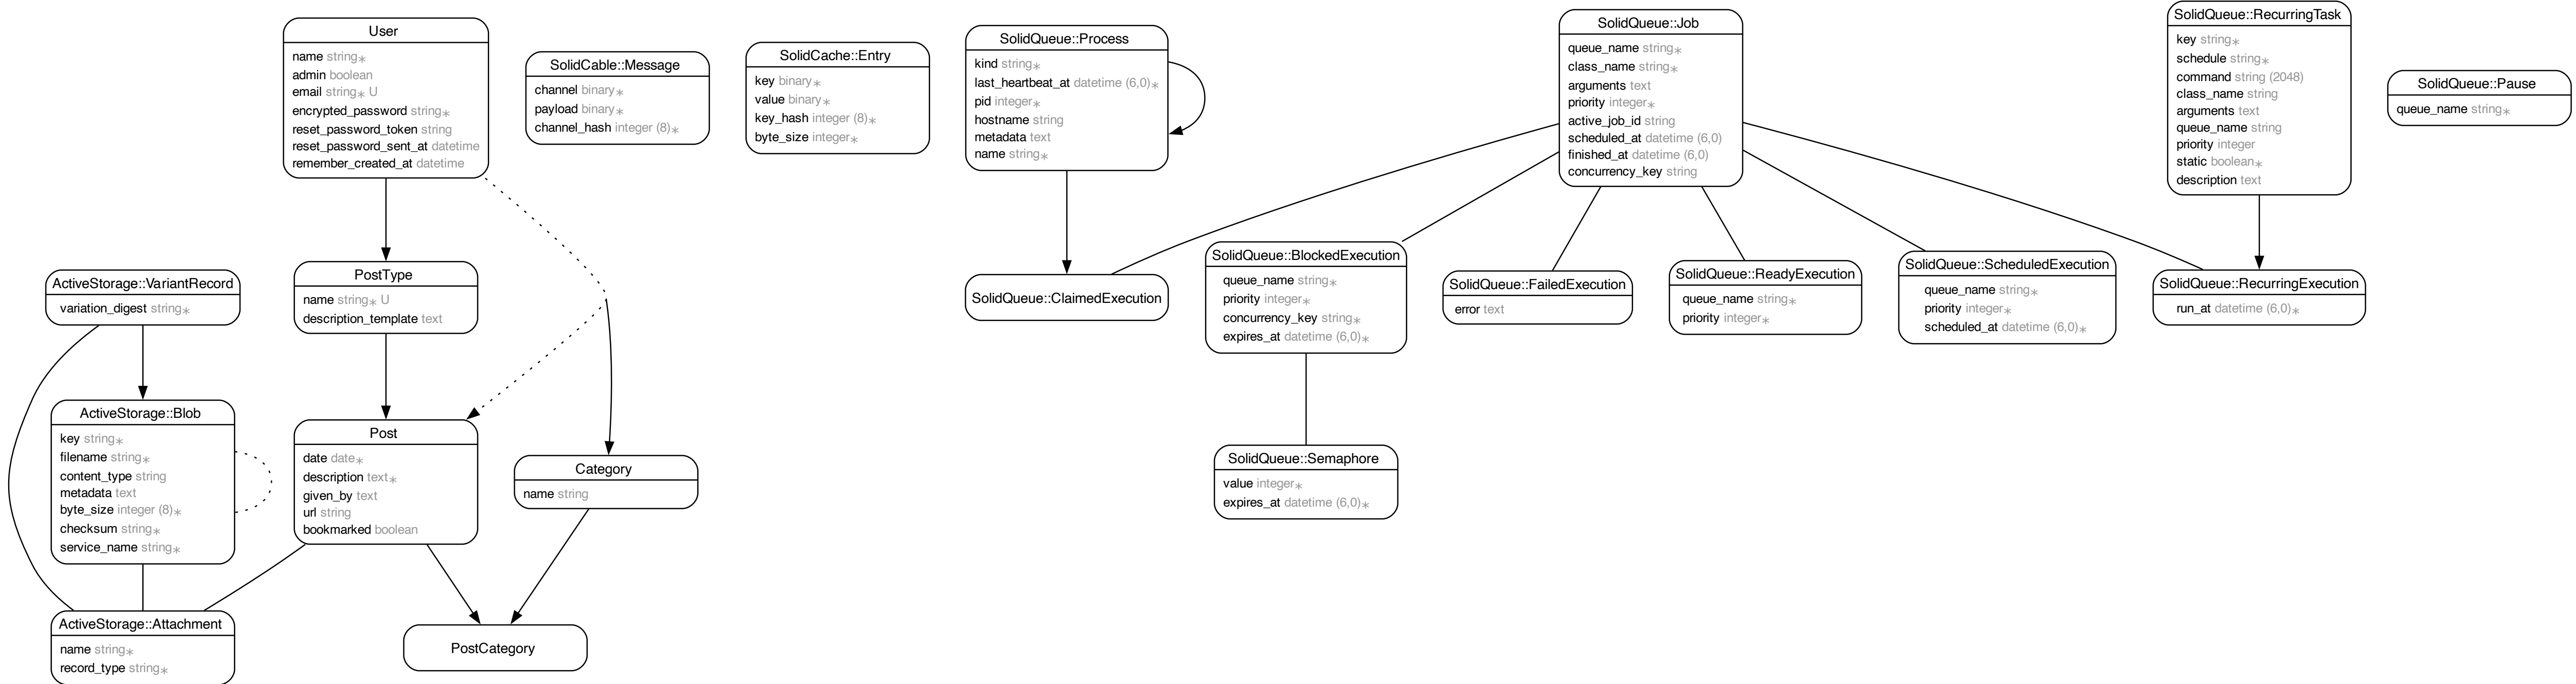 User
name string∗
admin boolean
email string∗ U
encrypted_password string∗
reset_password_token string
reset_password_sent_at datetime
remember_created_at datetime
SolidCable::Message
channel binary∗
payload binary∗
channel_hash integer (8)∗
SolidCache::Entry
key binary∗
value binary∗
key_hash integer (8)∗
byte_size integer∗
SolidQueue::Process
kind string∗
last_heartbeat_at datetime (6,0)∗
pid integer∗
hostname string
metadata text
name string∗
SolidQueue::Job
queue_name string∗
class_name string∗
arguments text
priority integer∗
active_job_id string
scheduled_at datetime (6,0)
finished_at datetime (6,0)
concurrency_key string
SolidQueue::RecurringTask
key string∗
schedule string∗
command string (2048)
class_name string
arguments text
queue_name string
priority integer
static boolean∗
description text
SolidQueue::Pause
queue_name string∗
ActiveStorage::VariantRecord
variation_digest string∗
PostType
name string∗ U
description_template text
SolidQueue::ClaimedExecution
SolidQueue::BlockedExecution
queue_name string∗
priority integer∗
concurrency_key string∗
expires_at datetime (6,0)∗
SolidQueue::FailedExecution
error text
SolidQueue::ReadyExecution
queue_name string∗
priority integer∗
SolidQueue::ScheduledExecution
queue_name string∗
priority integer∗
scheduled_at datetime (6,0)∗
SolidQueue::RecurringExecution
run_at datetime (6,0)∗
ActiveStorage::Blob
key string∗
filename string∗
content_type string
metadata text
byte_size integer (8)∗
checksum string∗
service_name string∗
Post
date date∗
description text∗
given_by text
url string
bookmarked boolean
Category
name string
SolidQueue::Semaphore
value integer∗
expires_at datetime (6,0)∗
ActiveStorage::Attachment
name string∗
record_type string∗
PostCategory